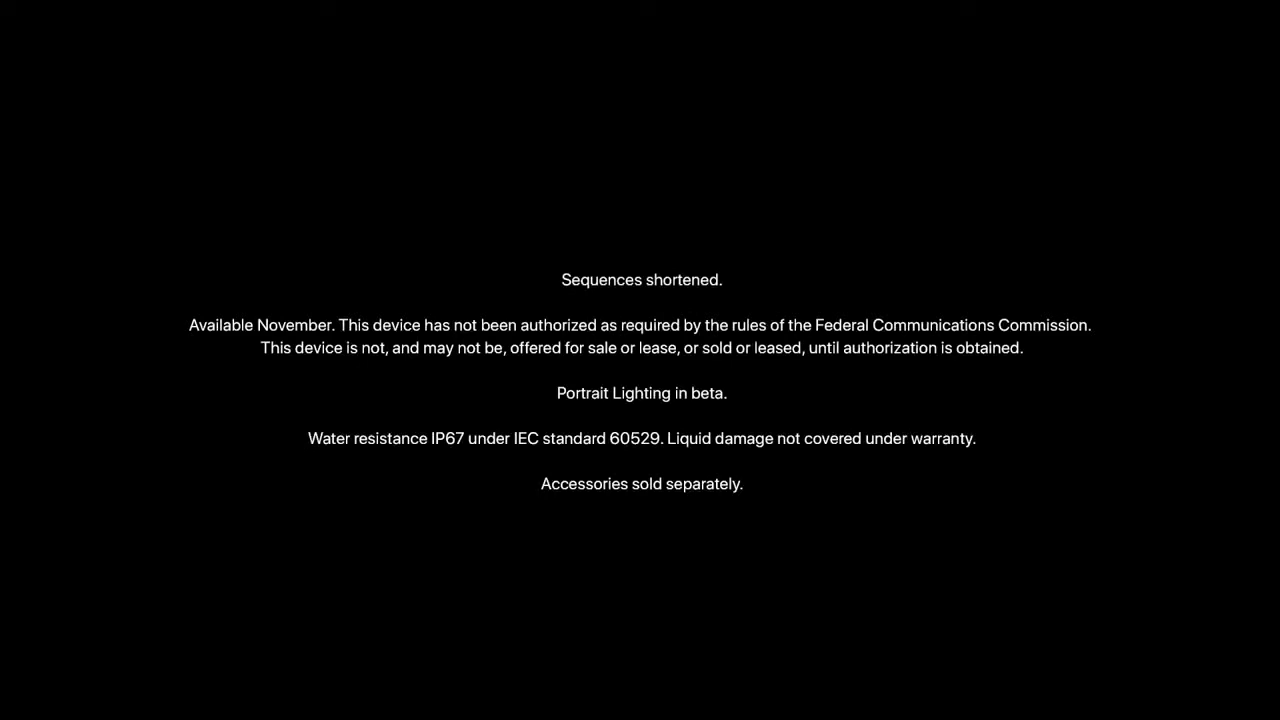 Sequences shortened.
Available November. This device has not been authorized as required by the rules of the Federal Communications Commission.
This device is not, and may not be, offered for sale or lease, or sold or leased, until authorization is obtained.
Portrait Lighting in beta.
Water resistance IP67 under IEC standard 60529. Liquid damage not covered under warranty.
Accessories sold separately.